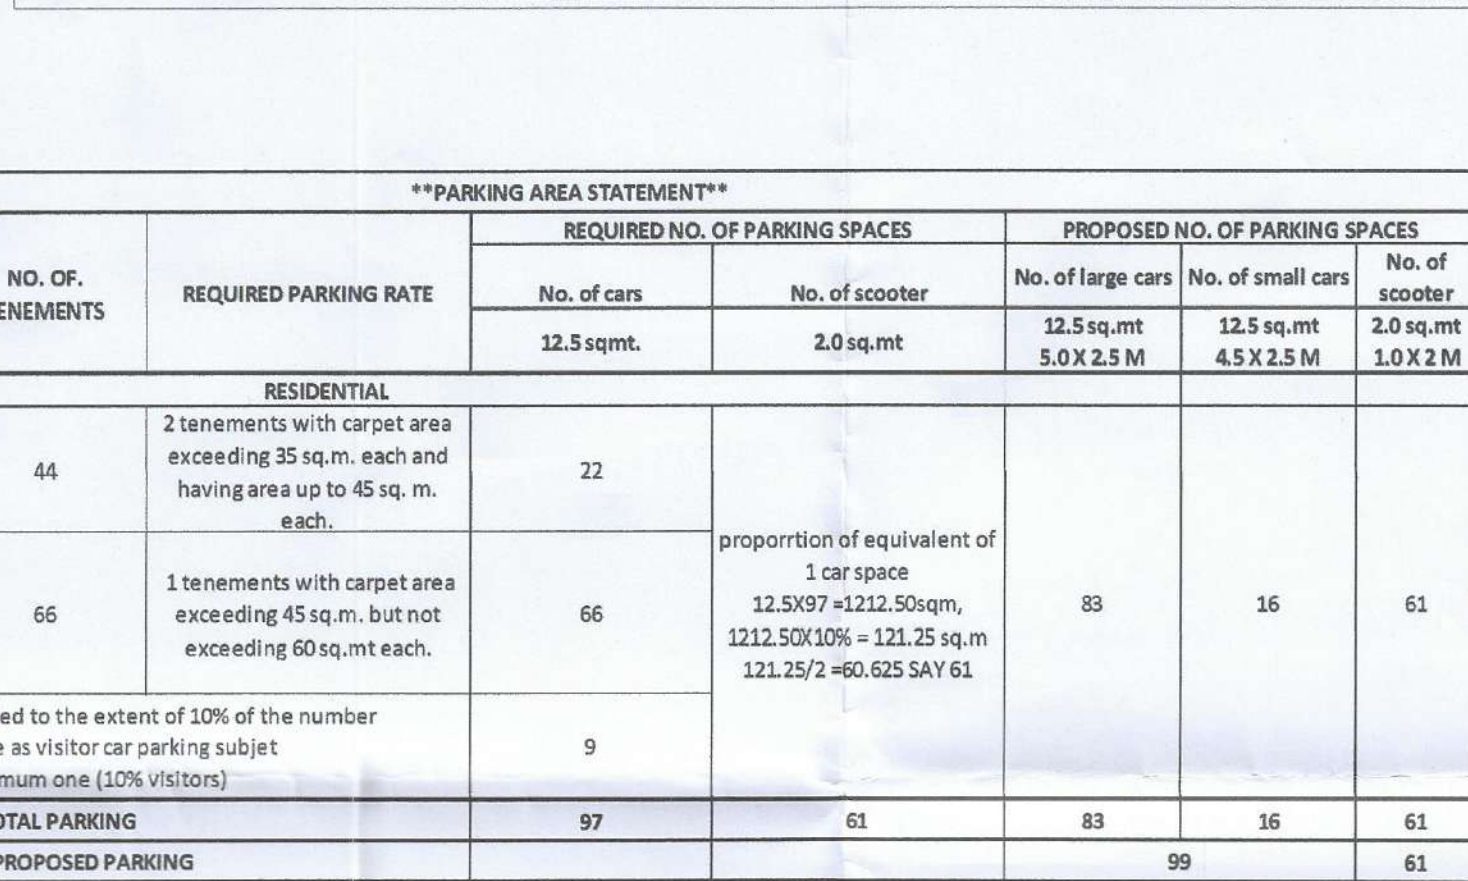 **PARKING AREA STATEMENT**
REQUIRED NO. OF PARKING SPACES
PROPOSED NO. OF PARKING SPACES
NO. OF.
ENEMENTS
REQUIRED PARKING RATE
No. of cars
No. of scooter
No. of large cars
No. of small cars
No. of
scooter
12.5 sqmt.
2.0 sq.mt
12.5 sq.mt
5.0 X 2.5 M
12.5 sq.mt
4.5 X 2.5 M
2.0 sq.mt
1.0 X 2 M
RESIDENTIAL
44
2 tenements with carpet area
exceeding 35 sq.m. each and
having area up to 45 sq. m.
each.
22
66
1 tenements with carpet area
exceeding 45 sq.m. but not
exceeding 60 sq.mt each.
66
proporrtion of equivalent of
1 car space
12.5X97 =1212.50sqm,
1212.50X10% = 121.25 sq.m
121.25/2 =60.625 SAY 61
83
16
61
ed to the extent of 10% of the number
e as visitor car parking subjet
mum one (10% visitors)
9
OTAL PARKING
97
61
83
16
61
PROPOSED PARKING
99
61